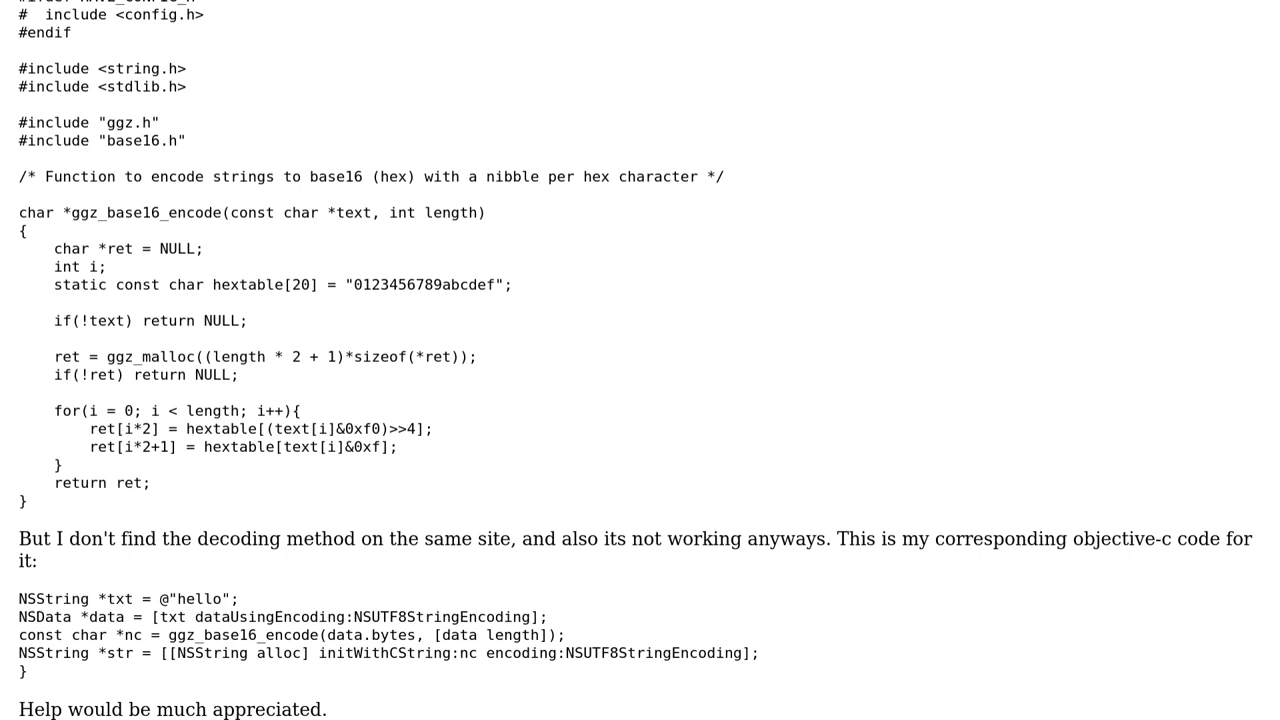 #  include <config.h>
#endif

#include <string.h>
#include <stdlib.h>

#include "ggz.h"
#include "base16.h"

/* Function to encode strings to base16 (hex) with a nibble per hex character */

char *ggz_base16_encode(const char *text, int length)
{
    char *ret = NULL;
    int i;
    static const char hextable[20] = "0123456789abcdef";

    if(!text) return NULL;

    ret = ggz_malloc((length * 2 + 1)*sizeof(*ret));
    if(!ret) return NULL;

    for(i = 0; i < length; i++){
        ret[i*2] = hextable[(text[i]&0xf0)>>4];
        ret[i*2+1] = hextable[text[i]&0xf];
    }
    return ret;
}
But I don't find the decoding method on the same site, and also its not working anyways. This is my corresponding objective-c code for
it:
NSString *txt = @"hello";
NSData *data = [txt dataUsingEncoding:NSUTF8StringEncoding];
const char *nc = ggz_base16_encode(data.bytes, [data length]);
NSString *str = [[NSString alloc] initWithCString:nc encoding:NSUTF8StringEncoding];
}
Help would be much appreciated.